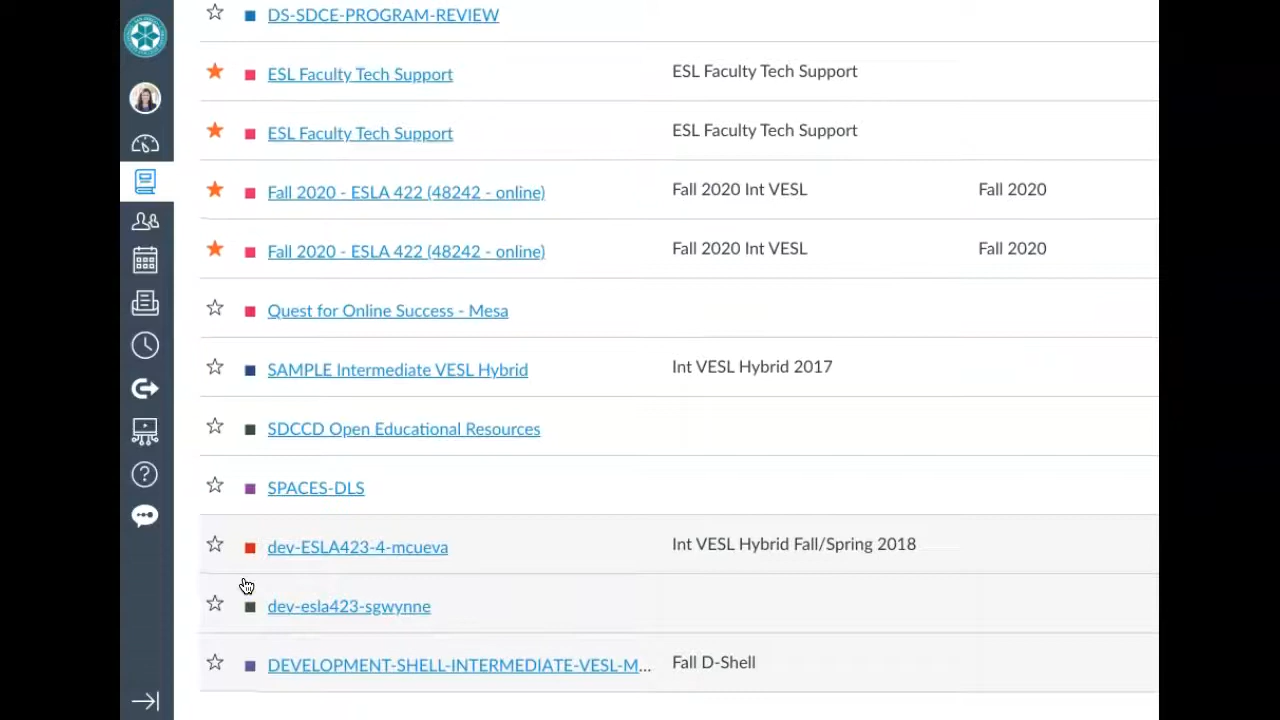 DS-SDCE-PROGRAM-REVIEW
ESL Faculty Tech Support ESL Faculty Tech Support
ESL Faculty Tech Support ESL Faculty Tech Support
Fall 2020 - ESLA 422 (48242 - online) Fall 2020 Int VESL Fall 2020
Fall 2020 - ESLA 422 (48242 - online) Fall 2020 Int VESL Fall 2020
Quest for Online Success - Mesa
SAMPLE Intermediate VESL Hybrid Int VESL Hybrid 2017
SDCCD Open Educational Resources
SPACES-DLS
dev-ESLA423-4-mcueva Int VESL Hybrid Fall/Spring 2018
dev-esla423-sgwynne
DEVELOPMENT-SHELL-INTERMEDIATE-VESL-M... Fall D-Shell